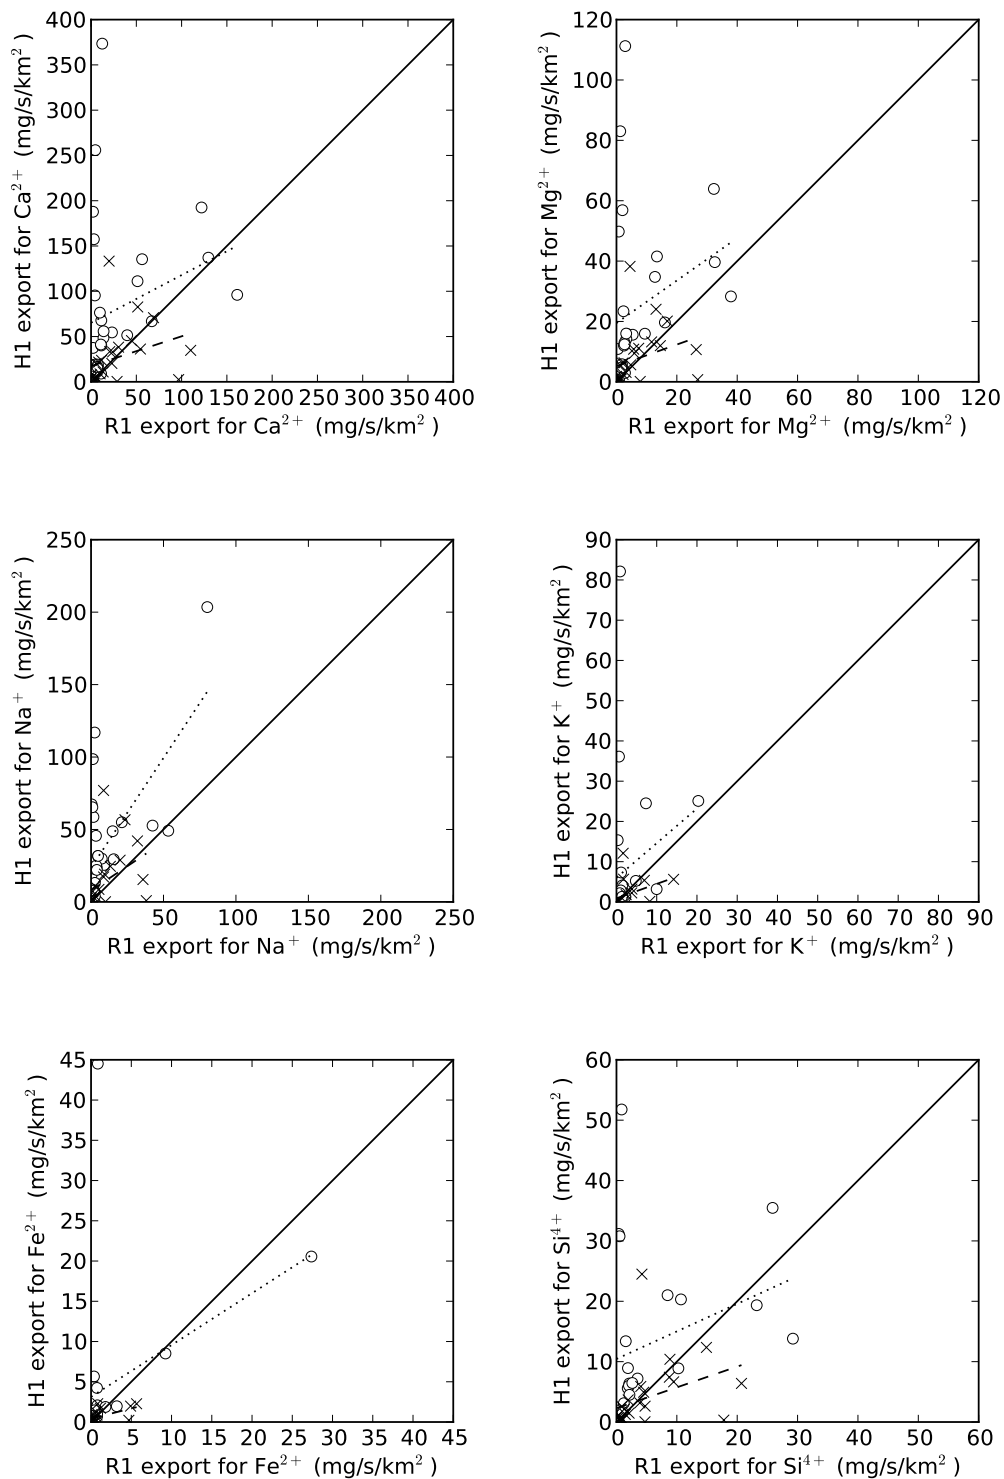 400
350
300
250
200
150
100
50
0
H1 export for Ca²⁺ (mg/s/km²)
0 50 100 150 200 250 300 350 400
R1 export for Ca²⁺ (mg/s/km²)
120
100
80
60
40
20
0
H1 export for Mg²⁺ (mg/s/km²)
0 20 40 60 80 100 120
R1 export for Mg²⁺ (mg/s/km²)
250
200
150
100
50
0
H1 export for Na⁺ (mg/s/km²)
0 50 100 150 200 250
R1 export for Na⁺ (mg/s/km²)
90
80
70
60
50
40
30
20
10
0
H1 export for K⁺ (mg/s/km²)
0 10 20 30 40 50 60 70 80 90
R1 export for K⁺ (mg/s/km²)
45
40
35
30
25
20
15
10
5
0
H1 export for Fe²⁺ (mg/s/km²)
0 5 10 15 20 25 30 35 40 45
R1 export for Fe²⁺ (mg/s/km²)
60
50
40
30
20
10
0
H1 export for Si⁴⁺ (mg/s/km²)
0 10 20 30 40 50 60
R1 export for Si⁴⁺ (mg/s/km²)